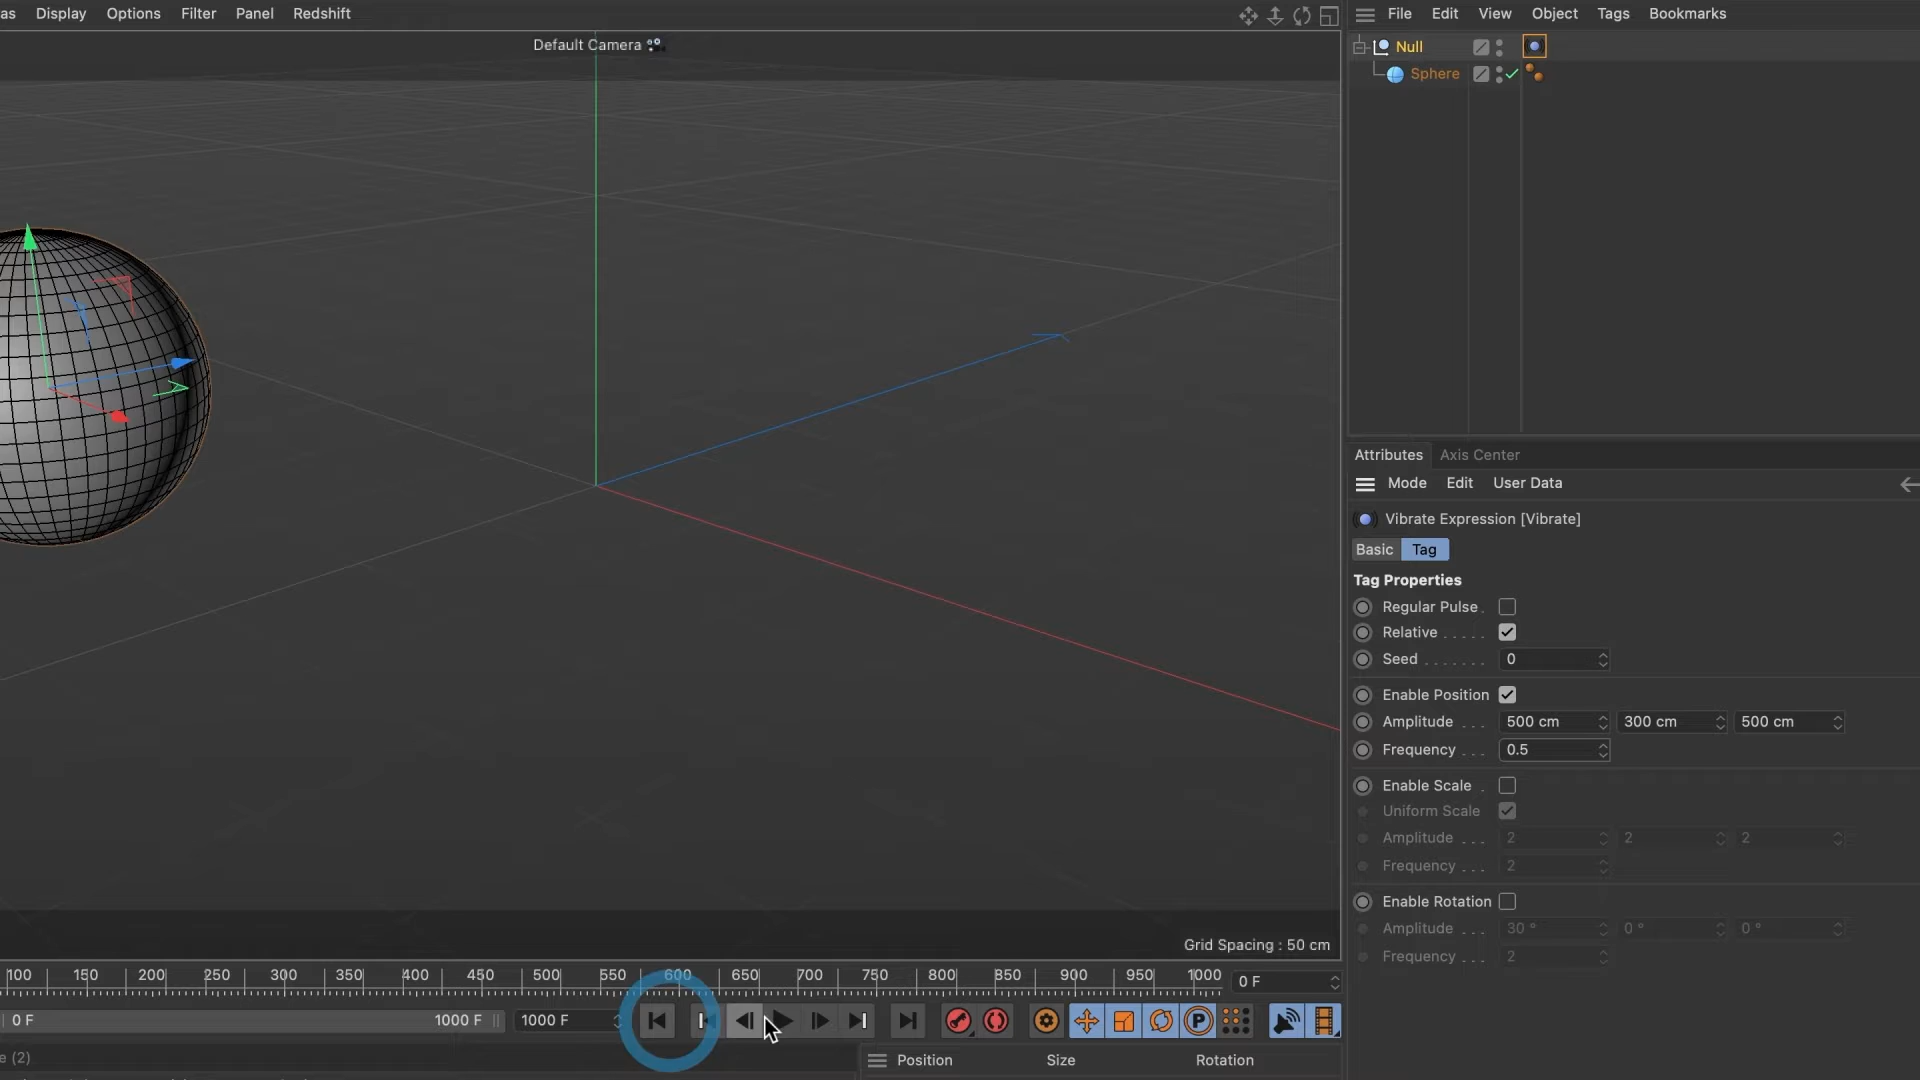 as Display Options Filter Panel Redshift
File Edit View Object Tags Bookmarks
Default Camera
Null
Sphere
Attributes Axis Center
Mode Edit User Data
Vibrate Expression [Vibrate]
Basic Tag
Tag Properties
Regular Pulse .
Relative . . . . .
Seed . . . . . . . 0
Enable Position
Amplitude . . . 500 cm 300 cm 500 cm
Frequency . . . 0.5
Enable Scale .
Uniform Scale
Amplitude . . . 2 2 2
Frequency . . . 2
Enable Rotation
Amplitude . . . 30 ° 0 ° 0 °
Frequency . . . 2
Grid Spacing : 50 cm
100 150 200 250 300 350 400 450 500 550 600 650 700 750 800 850 900 950 1000 0 F
0 F 1000 F 1000 F
P
e (2)
Position Size Rotation